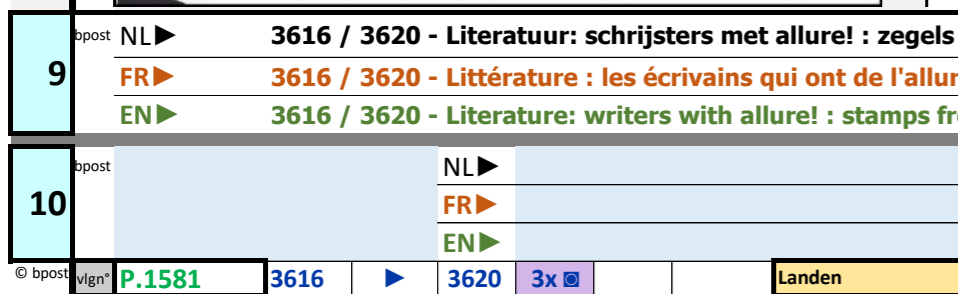 bpost NL▶ 3616 / 3620 - Literatuur: schrijsters met allure! : zegels
9 FR▶ 3616 / 3620 - Littérature : les écrivains qui ont de l'allur
EN▶ 3616 / 3620 - Literature: writers with allure! : stamps fr
bpost NL▶
10 FR▶
EN▶
© bpost vlgn° P.1581 3616 ▶ 3620 3x ◙ Landen